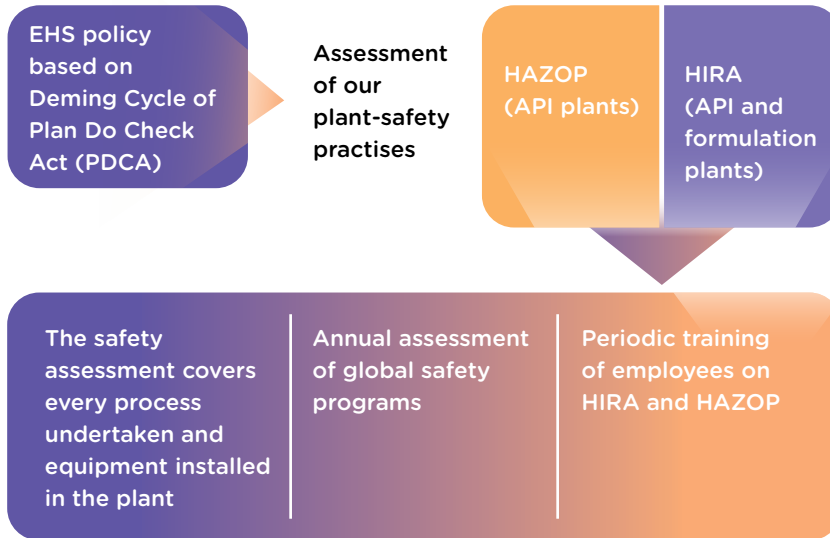 EHS policy
based on
Deming Cycle of
Plan Do Check
Act (PDCA)
Assessment
of our
plant-safety
practises
HAZOP
(API plants)
HIRA
(API and
formulation
plants)
The safety
assessment covers
every process
undertaken and
equipment installed
in the plant
Annual assessment
of global safety
programs
Periodic training
of employees on
HIRA and HAZOP